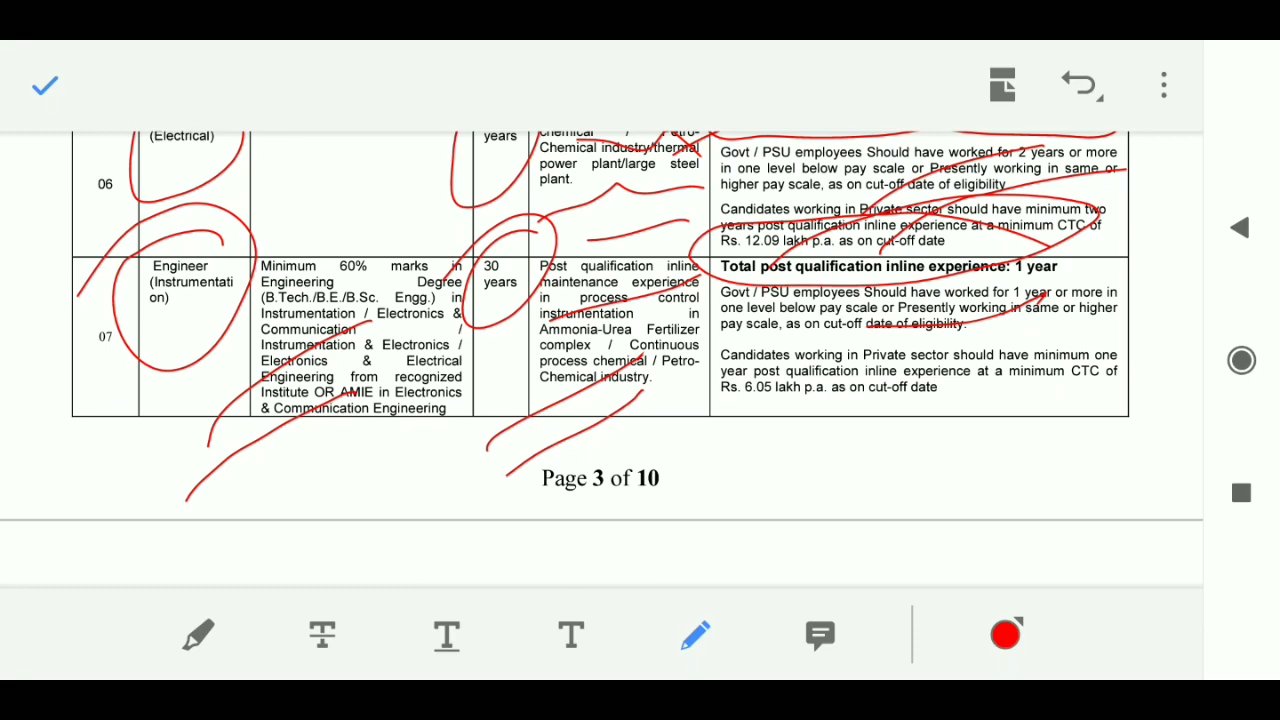 (Electrical)
years
Chemical / Petro-
Chemical industry/thermal
power plant/large steel
plant.
06
Govt / PSU employees Should have worked for 2 years or more
in one level below pay scale or Presently working in same or
higher pay scale, as on cut-off date of eligibility
Candidates working in Private sector should have minimum two
years post qualification inline experience at a minimum CTC of
Rs. 12.09 lakh p.a. as on cut-off date
07
Engineer
(Instrumentati
on)
Minimum 60% marks in
Engineering Degree
(B.Tech./B.E./B.Sc. Engg.) in
Instrumentation / Electronics &
Communication /
Instrumentation & Electronics /
Electronics & Electrical
Engineering from recognized
Institute OR AMIE in Electronics
& Communication Engineering
30
years
Post qualification inline
maintenance experience
in process control
instrumentation in
Ammonia-Urea Fertilizer
complex / Continuous
process chemical / Petro-
Chemical industry.
Total post qualification inline experience: 1 year
Govt / PSU employees Should have worked for 1 year or more in
one level below pay scale or Presently working in same or higher
pay scale, as on cut-off date of eligibility.
Candidates working in Private sector should have minimum one
year post qualification inline experience at a minimum CTC of
Rs. 6.05 lakh p.a. as on cut-off date
Page 3 of 10
T
T
T